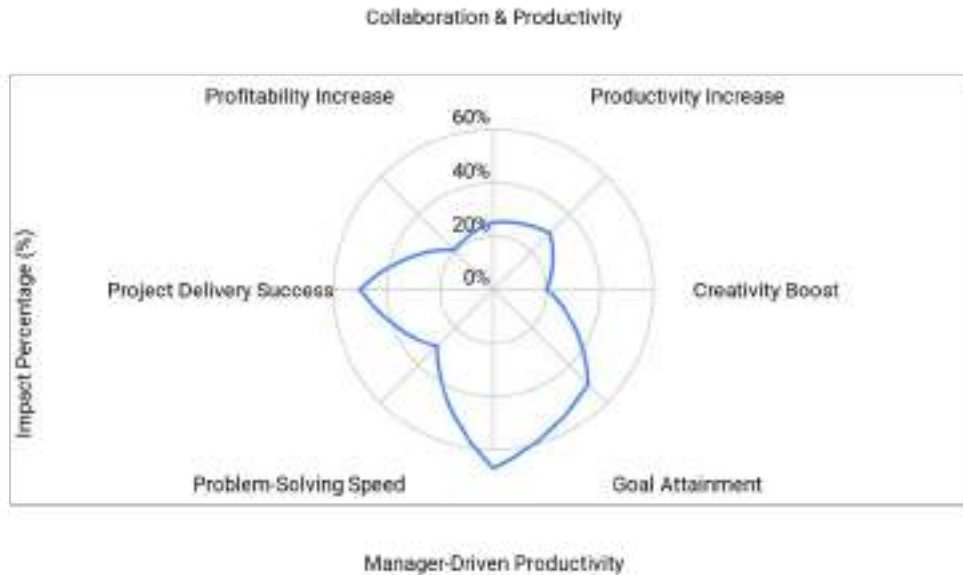 Collaboration & Productivity
Profitability Increase
Productivity Increase
60%
40%
20%
0%
Impact Percentage (%)
Project Delivery Success
Creativity Boost
Problem-Solving Speed
Goal Attainment
Manager-Driven Productivity